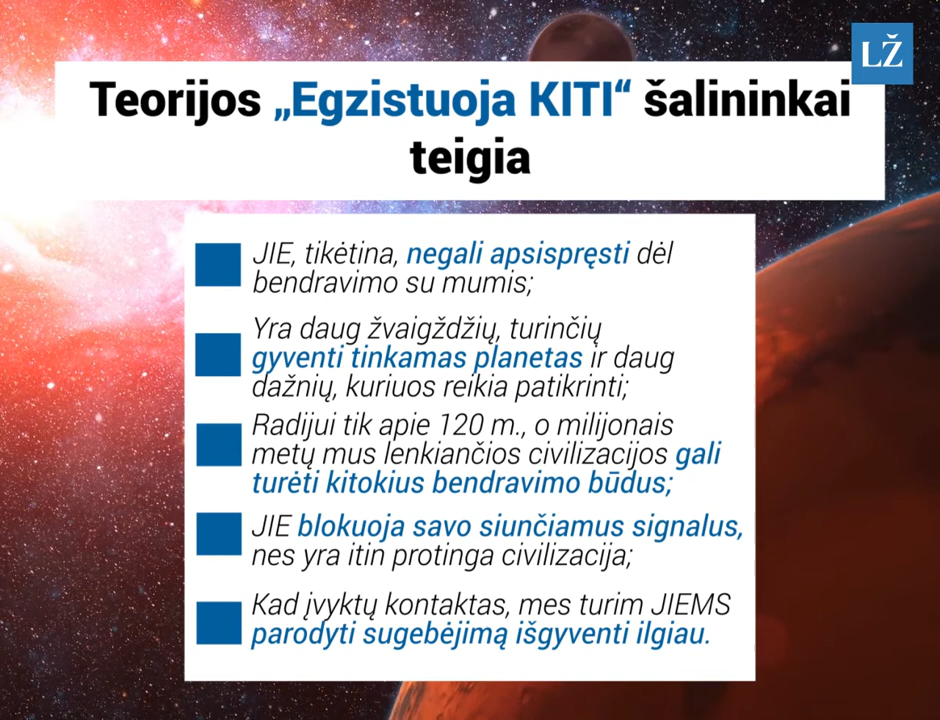 LŽ
Teorijos „Egzistuoja KITI“ šalininkai
teigia
JIE, tikėtina, negali apsispręsti dėl
bendravimo su mumis;
Yra daug žvaigždžių, turinčių
gyventi tinkamas planetas ir daug
dažnių, kuriuos reikia patikrinti;
Radijui tik apie 120 m., o milijonais
metų mus lenkiančios civilizacijos gali
turėti kitokius bendravimo būdus;
JIE blokuoja savo siunčiamus signalus,
nes yra itin protinga civilizacija;
Kad įvyktų kontaktas, mes turim JIEMS
parodyti sugebėjimą išgyventi ilgiau.